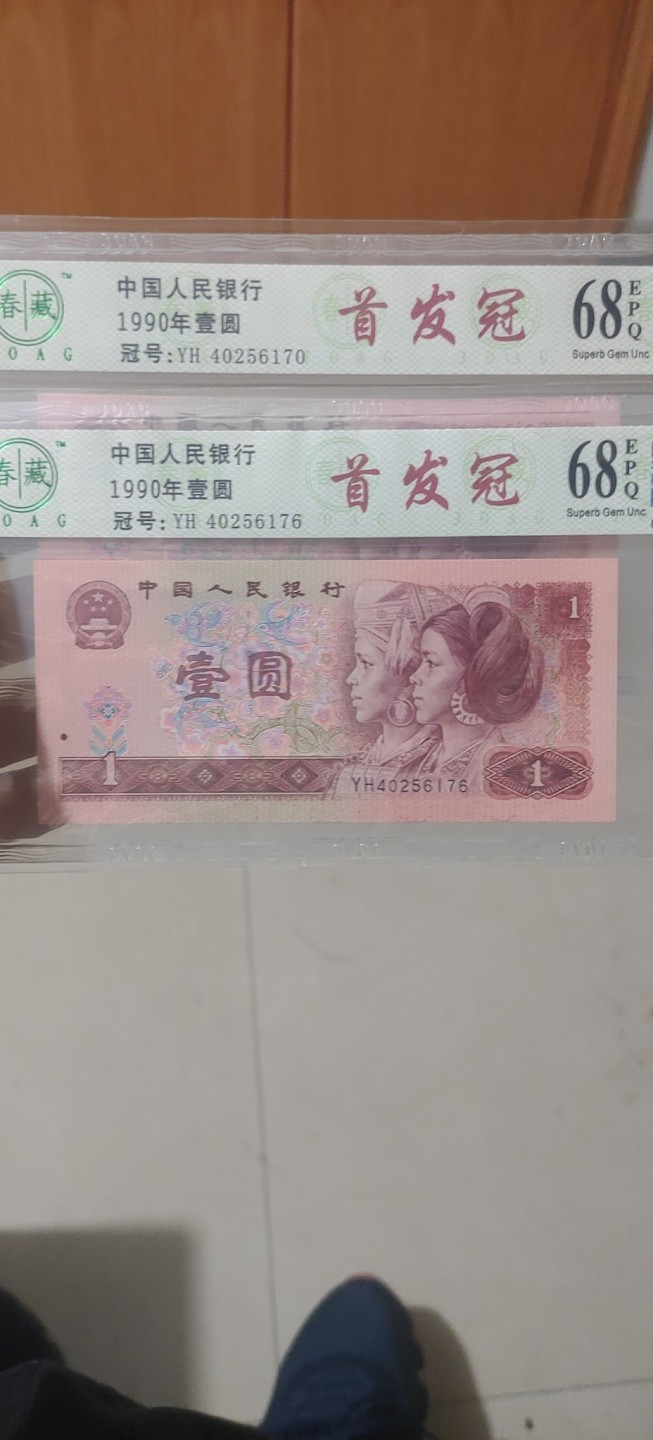 春藏 TM
OAG
中国人民银行
1990年壹圆
冠号:YH 40256170
首发冠
68 EPQ
Superb Gem Unc
春藏 TM
OAG
中国人民银行
1990年壹圆
冠号:YH 40256176
首发冠
68 EPQ
Superb Gem Unc
中国人民银行
1
壹圆
1
YH40256176
1